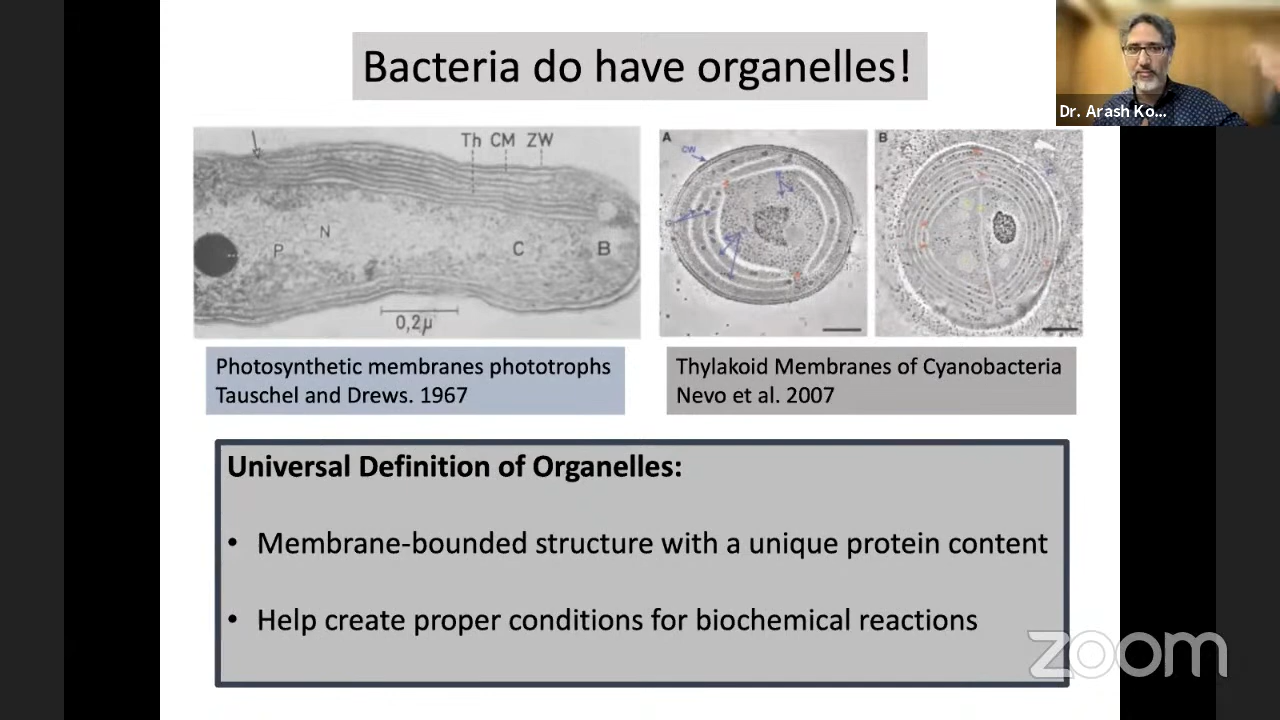 Bacteria do have organelles!
Dr. Arash Ko...
Th CM ZW
N
P
C
B
0,2µ
A
CW
B
Photosynthetic membranes phototrophs
Tauschel and Drews. 1967
Thylakoid Membranes of Cyanobacteria
Nevo et al. 2007
Universal Definition of Organelles:
• Membrane-bounded structure with a unique protein content
• Help create proper conditions for biochemical reactions
zoom